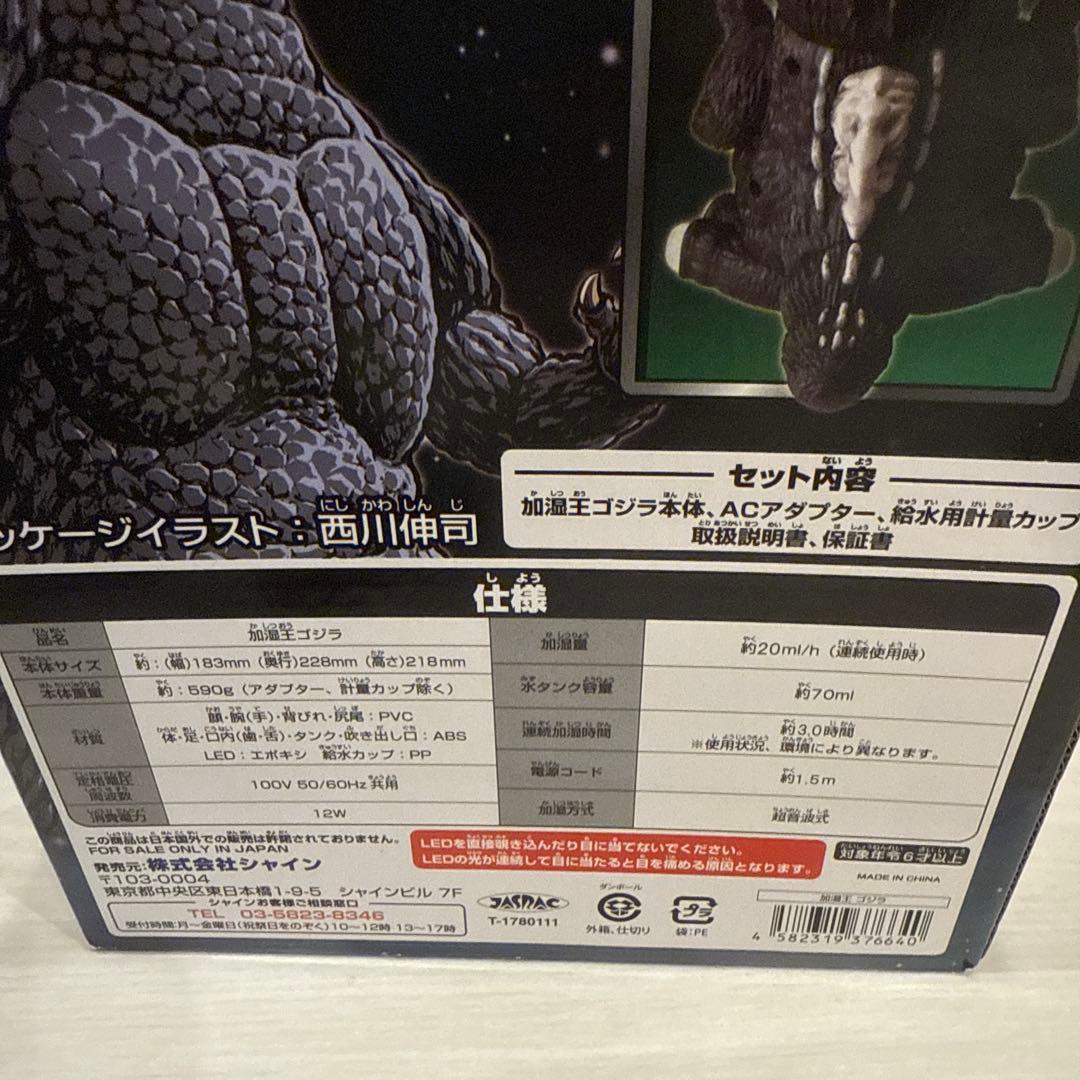 ッケージイラスト：西川伸司
にし かわ しん じ
セット内容
ない よう
加湿王ゴジラ本体、ACアダプター、給水用計量カップ
取扱説明書、保証書
仕様
し よう
品名 加湿王ゴジラ
本体サイズ 約：(幅)183mm (奥行)228mm (高さ)218mm
本体重量 約：590g (アダプター、計量カップ除く)
材質 顔・腕(手)・背びれ・尻尾：PVC
体・足・口内(歯・舌)・タンク・吹き出し口：ABS
LED：エポキシ 給水カップ：PP
定格電圧
周波数 100V 50/60Hz 共用
消費電力 12W
加湿量 約20ml/h (連続使用時)
水タンク容量 約70ml
連続加湿時間 約3.0時間
※使用状況、環境により異なります。
電源コード 約1.5m
加湿方式 超音波式
この商品は日本国外での販売は許諾されておりません。
FOR SALE ONLY IN JAPAN
発売元：株式会社シャイン
〒103-0004
東京都中央区東日本橋1-9-5 シャインビル 7F
シャインお客様ご相談窓口
TEL 03-5823-8346
受付時間：月～金曜日(祝祭日をのぞく)10～12時 13～17時
LEDを直接覗き込んだり目に当てないでください。
LEDの光が連続して目に当たると目を痛める原因となります。
対象年令6才以上
MADE IN CHINA
JASRAC
T-1780111
ダンボール
外箱、仕切り
プラ
袋：PE
加湿王 ゴジラ
4 582319 376640